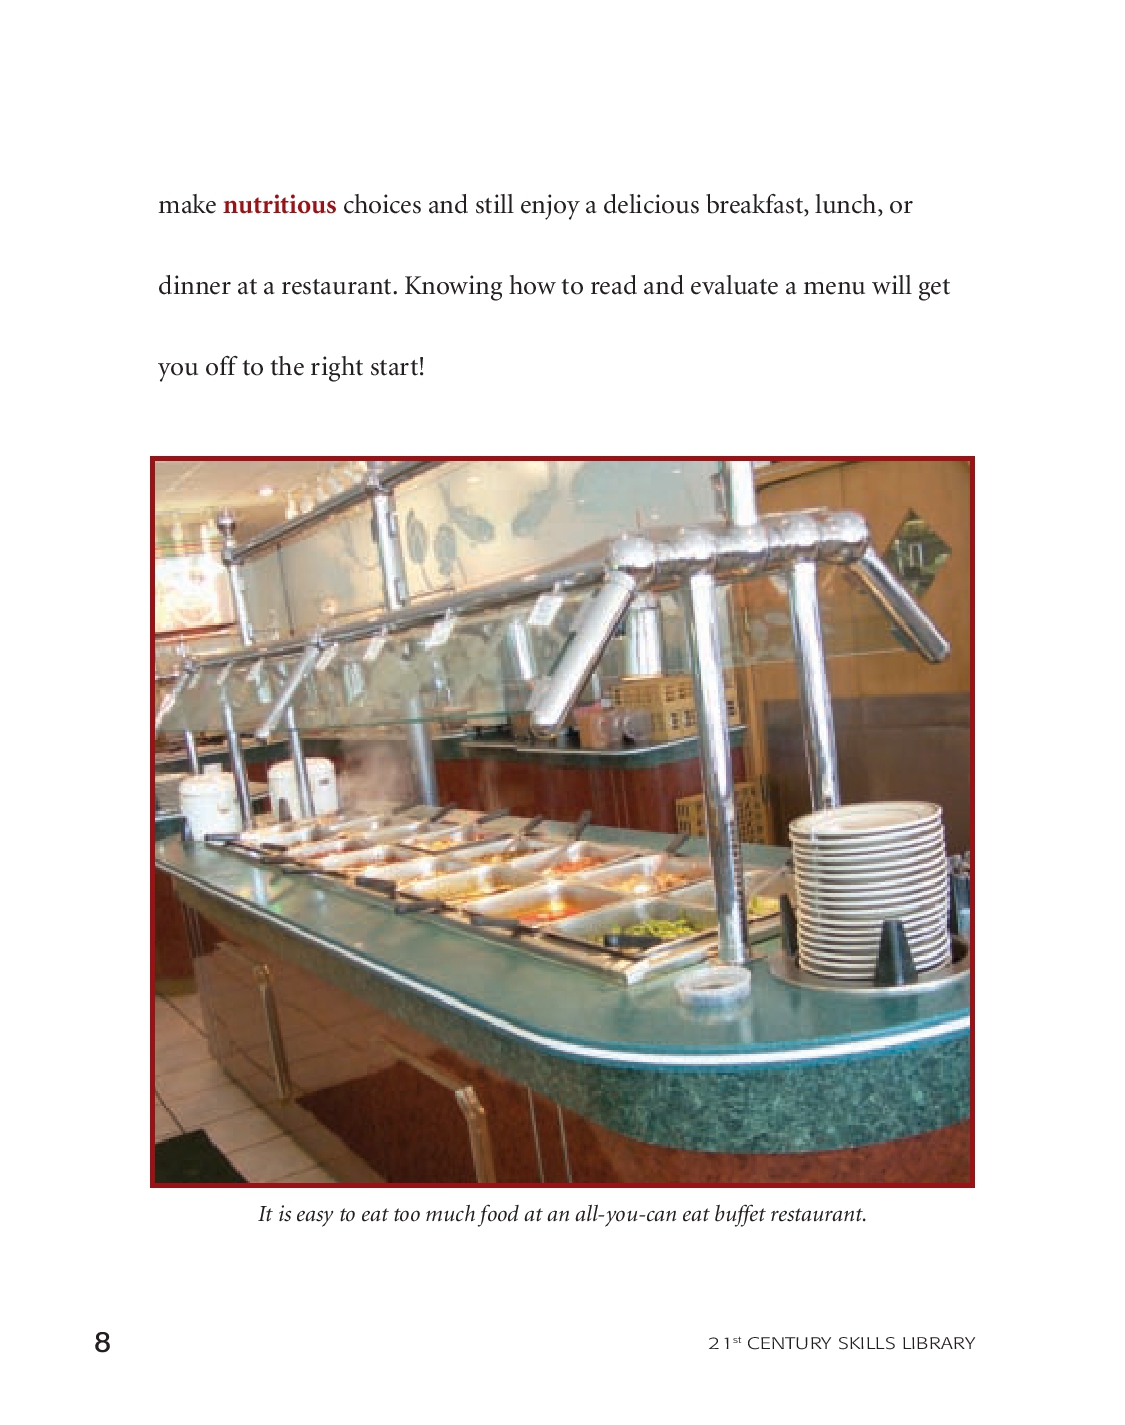 make nutritious choices and still enjoy a delicious breakfast, lunch, or
dinner at a restaurant. Knowing how to read and evaluate a menu will get
you off to the right start!
It is easy to eat too much food at an all-you-can eat buffet restaurant.
8
21st CENTURY SKILLS LIBRARY